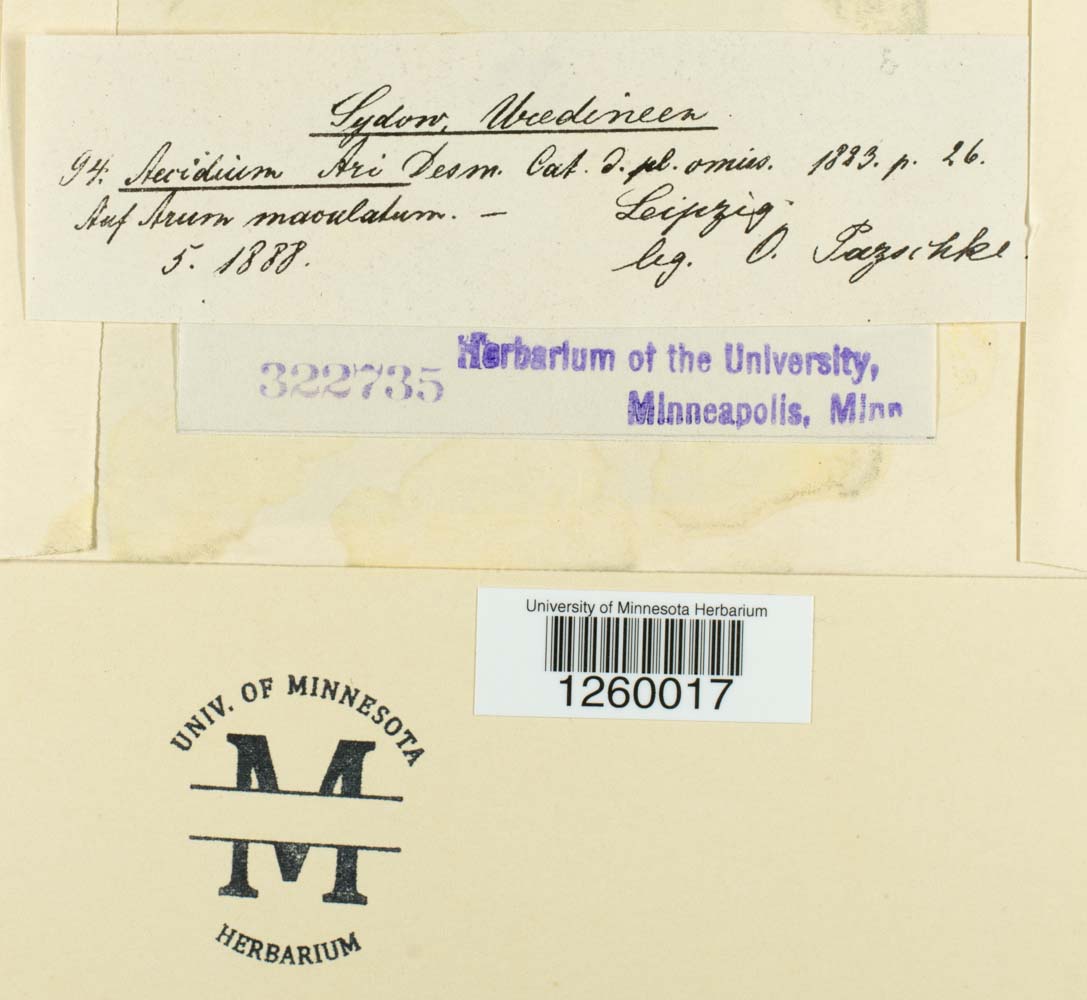 Sydow, Uredineen
94. Aecidium Ari Desm. Cat. d. pl. omies. 1823. p. 26.
Auf Arum maculatum. – Leipzig.
5. 1888. leg. O. Pazschke.
322735 Herbarium of the University,
Minneapolis, Minn
University of Minnesota Herbarium
1260017
UNIV. OF MINNESOTA
M
HERBARIUM